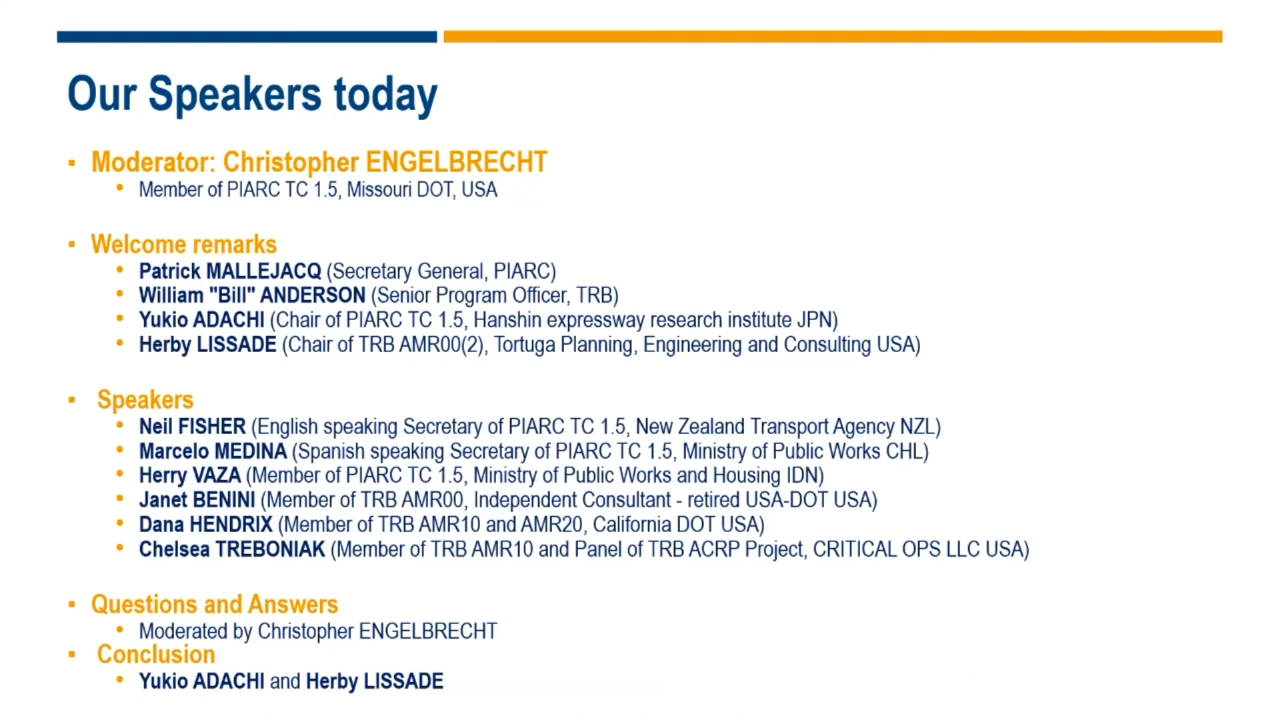 Our Speakers today
▪ Moderator: Christopher ENGELBRECHT
• Member of PIARC TC 1.5, Missouri DOT, USA
▪ Welcome remarks
• Patrick MALLEJACQ (Secretary General, PIARC)
• William "Bill" ANDERSON (Senior Program Officer, TRB)
• Yukio ADACHI (Chair of PIARC TC 1.5, Hanshin expressway research institute JPN)
• Herby LISSADE (Chair of TRB AMR00(2), Tortuga Planning, Engineering and Consulting USA)
▪ Speakers
• Neil FISHER (English speaking Secretary of PIARC TC 1.5, New Zealand Transport Agency NZL)
• Marcelo MEDINA (Spanish speaking Secretary of PIARC TC 1.5, Ministry of Public Works CHL)
• Herry VAZA (Member of PIARC TC 1.5, Ministry of Public Works and Housing IDN)
• Janet BENINI (Member of TRB AMR00, Independent Consultant - retired USA-DOT USA)
• Dana HENDRIX (Member of TRB AMR10 and AMR20, California DOT USA)
• Chelsea TREBONIAK (Member of TRB AMR10 and Panel of TRB ACRP Project, CRITICAL OPS LLC USA)
▪ Questions and Answers
• Moderated by Christopher ENGELBRECHT
▪ Conclusion
• Yukio ADACHI and Herby LISSADE